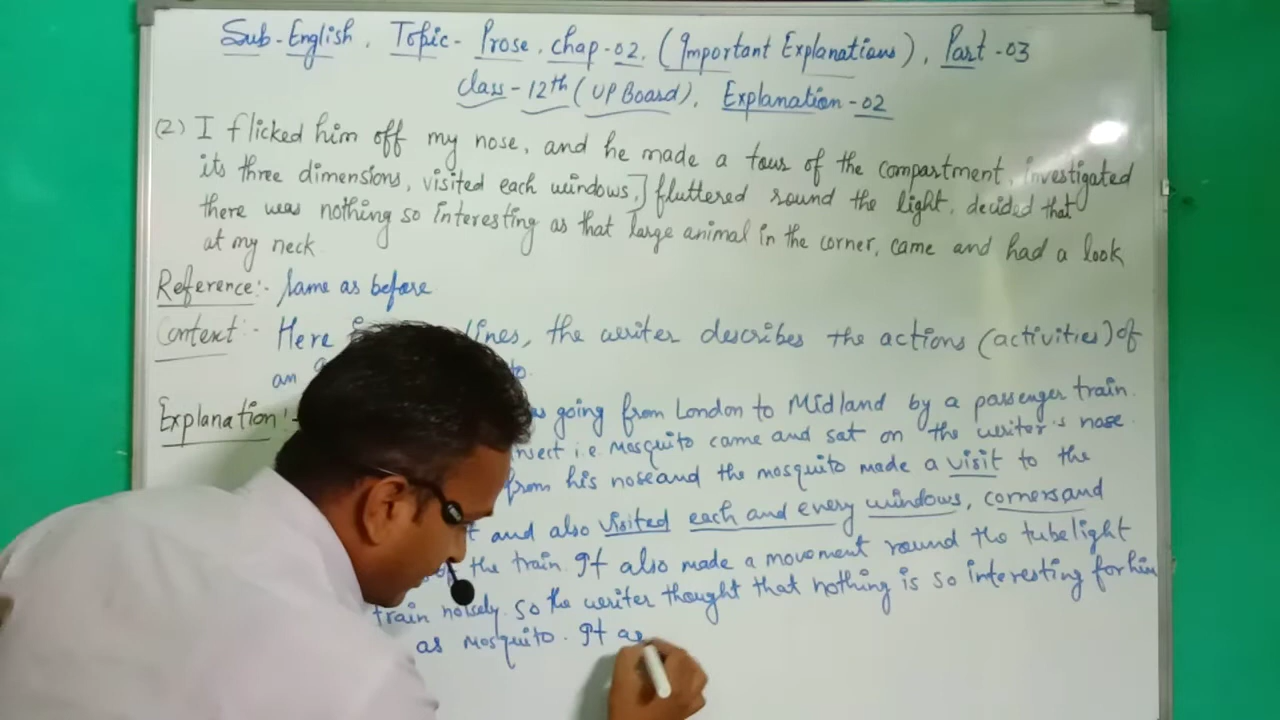 Sub-English. Topic- Prose. chap-02. (Important Explanations), Part-03
Class-12th (UP Board). Explanation-02
(2) I flicked him off my nose, and he made a tour of the compartment, investigated
its three dimensions, visited each windows,] fluttered round the light, decided that
there was nothing so interesting as that large animal in the corner, came and had a look
at my neck.
Reference:- Same as before
Context:- Here lines, the writer describes the actions (activities) of
an
Explanation:- going from London to Midland by a passenger train.
i.e. Mosquito came and sat on the writer's nose.
from his nose and the mosquito made a visit to the
and also visited each and every windows, corners and
the train. It also made a movement round the tubelight
train noisely. So the writer thought that nothing is so interesting for him
as Mosquito. It